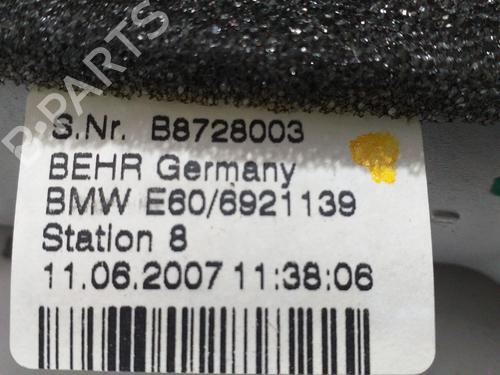 B-PARTS
S.Nr. B8728003
BEHR Germany
BMW E60/6921139
Station 8
11.06.2007 11:38:06